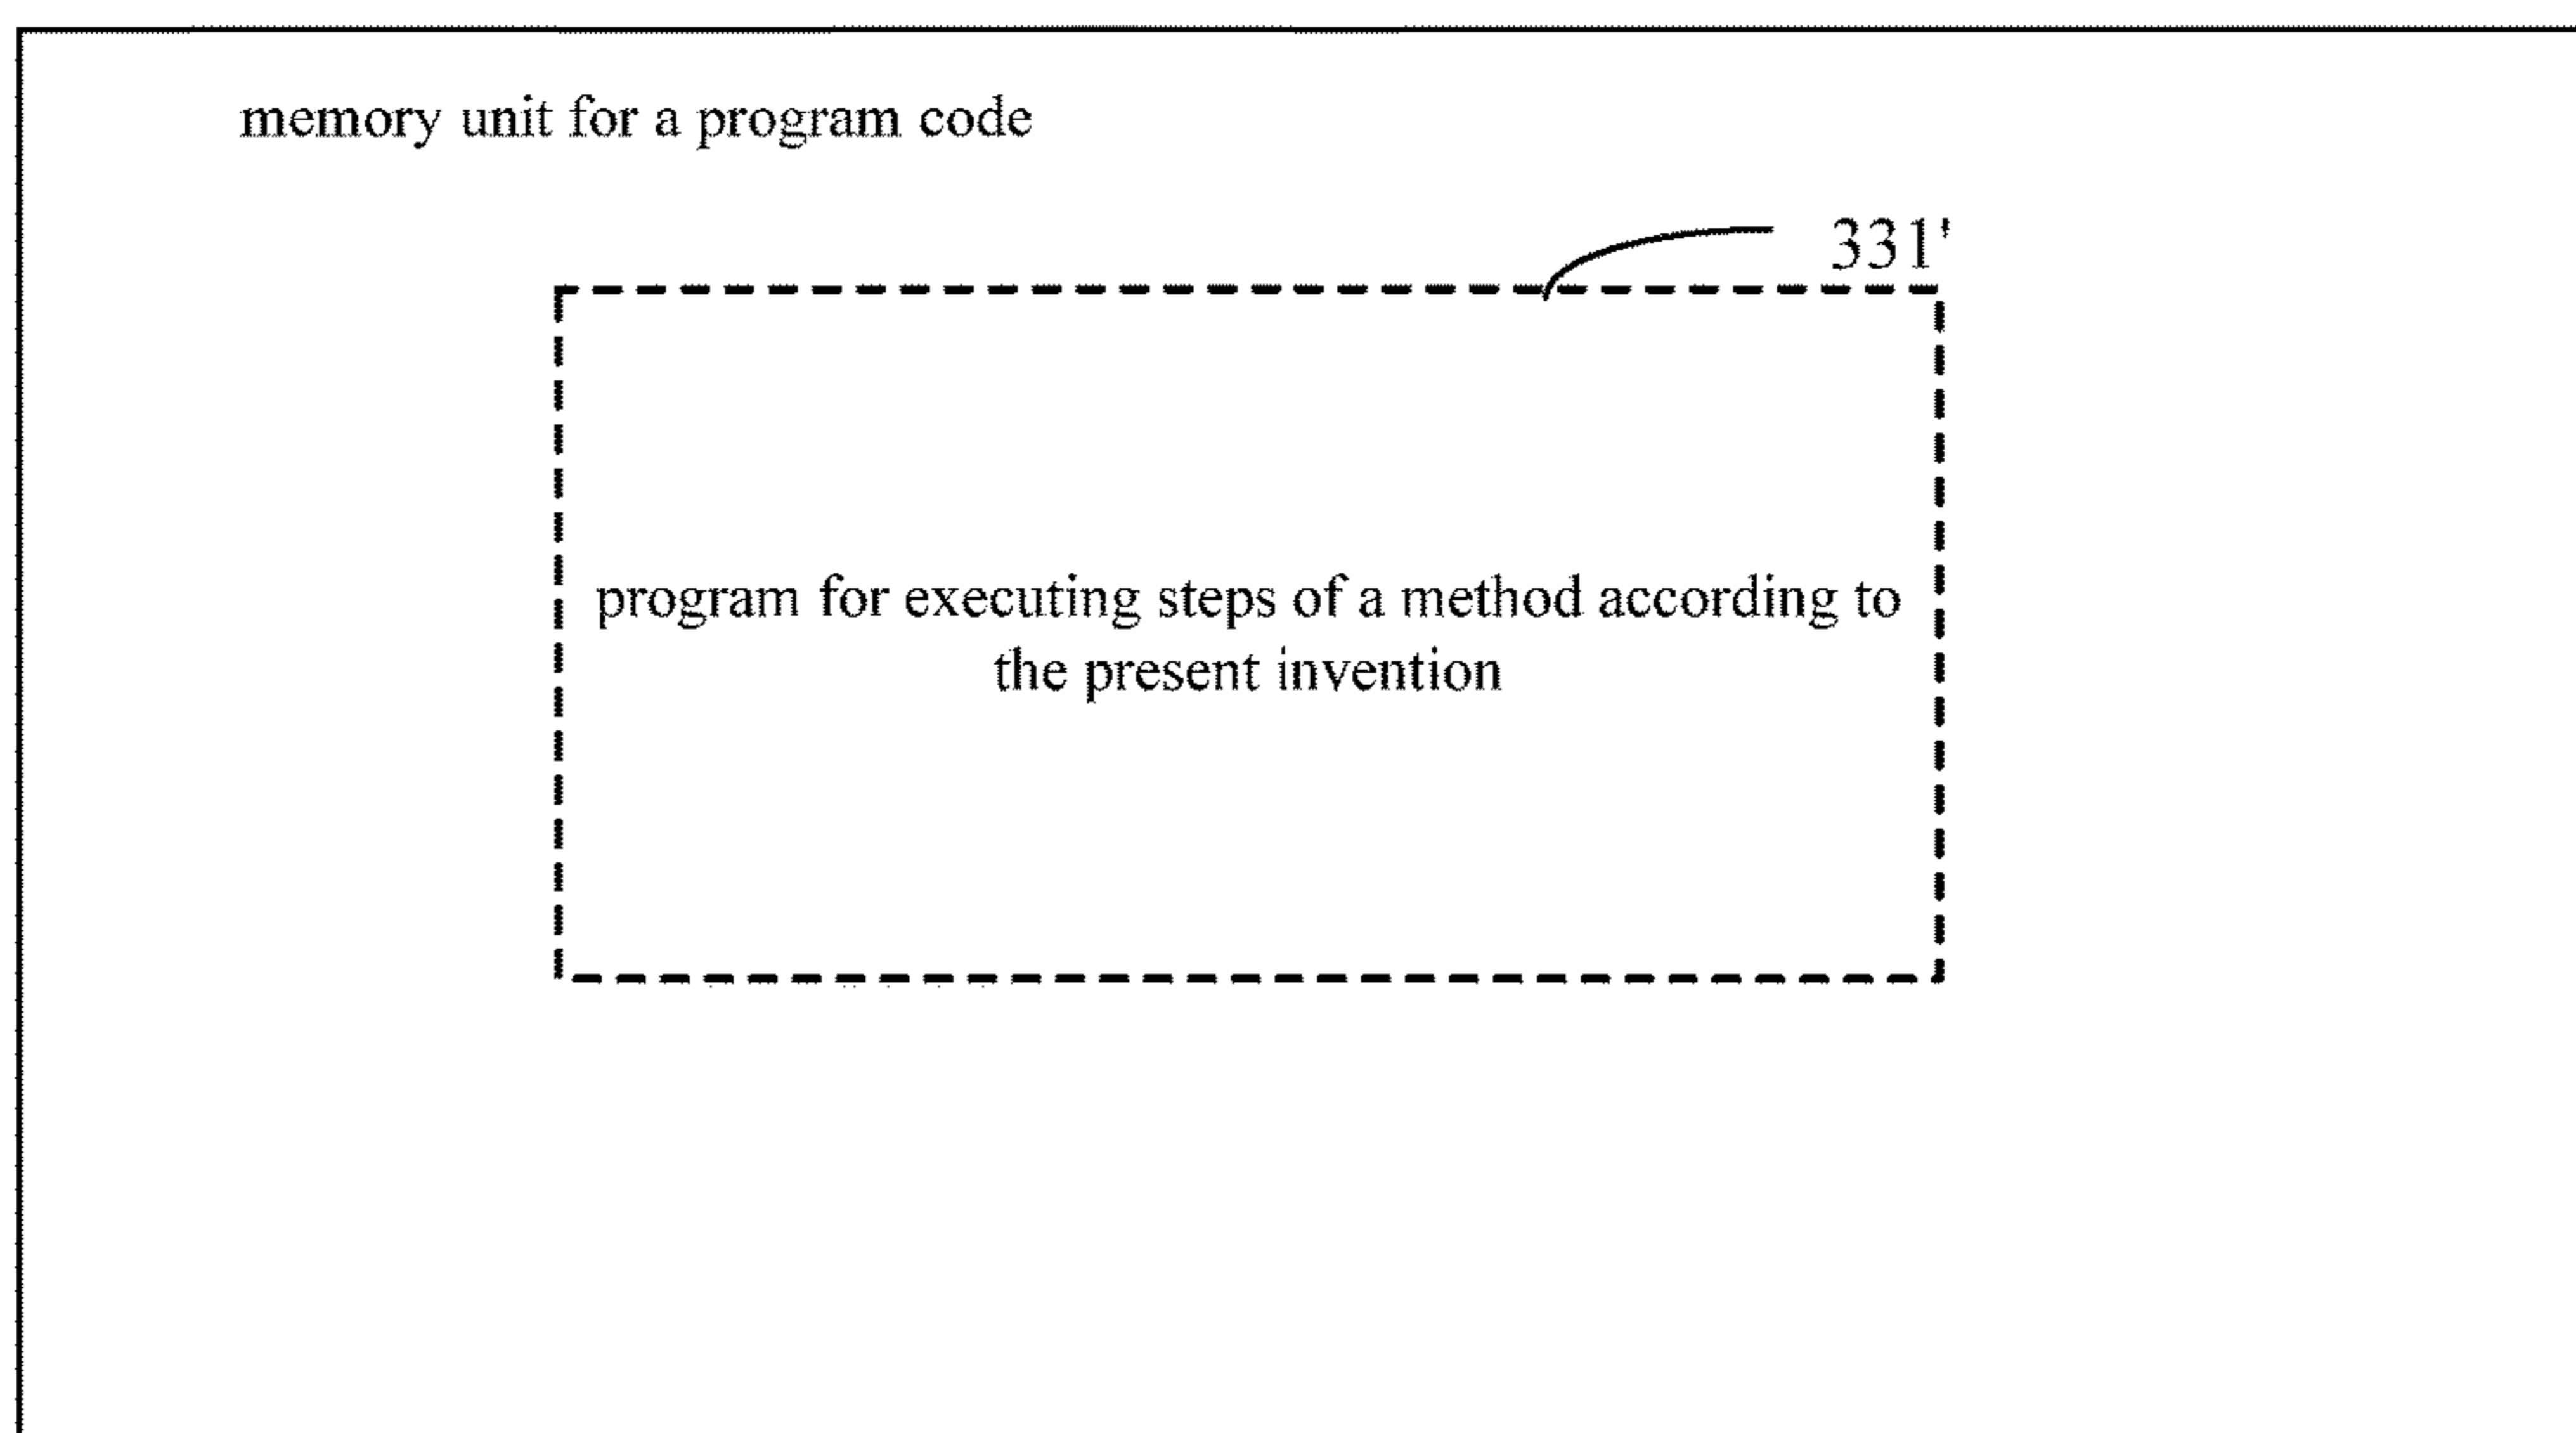 memory unit for a program code
331'
program for executing steps of a method according to
the present invention